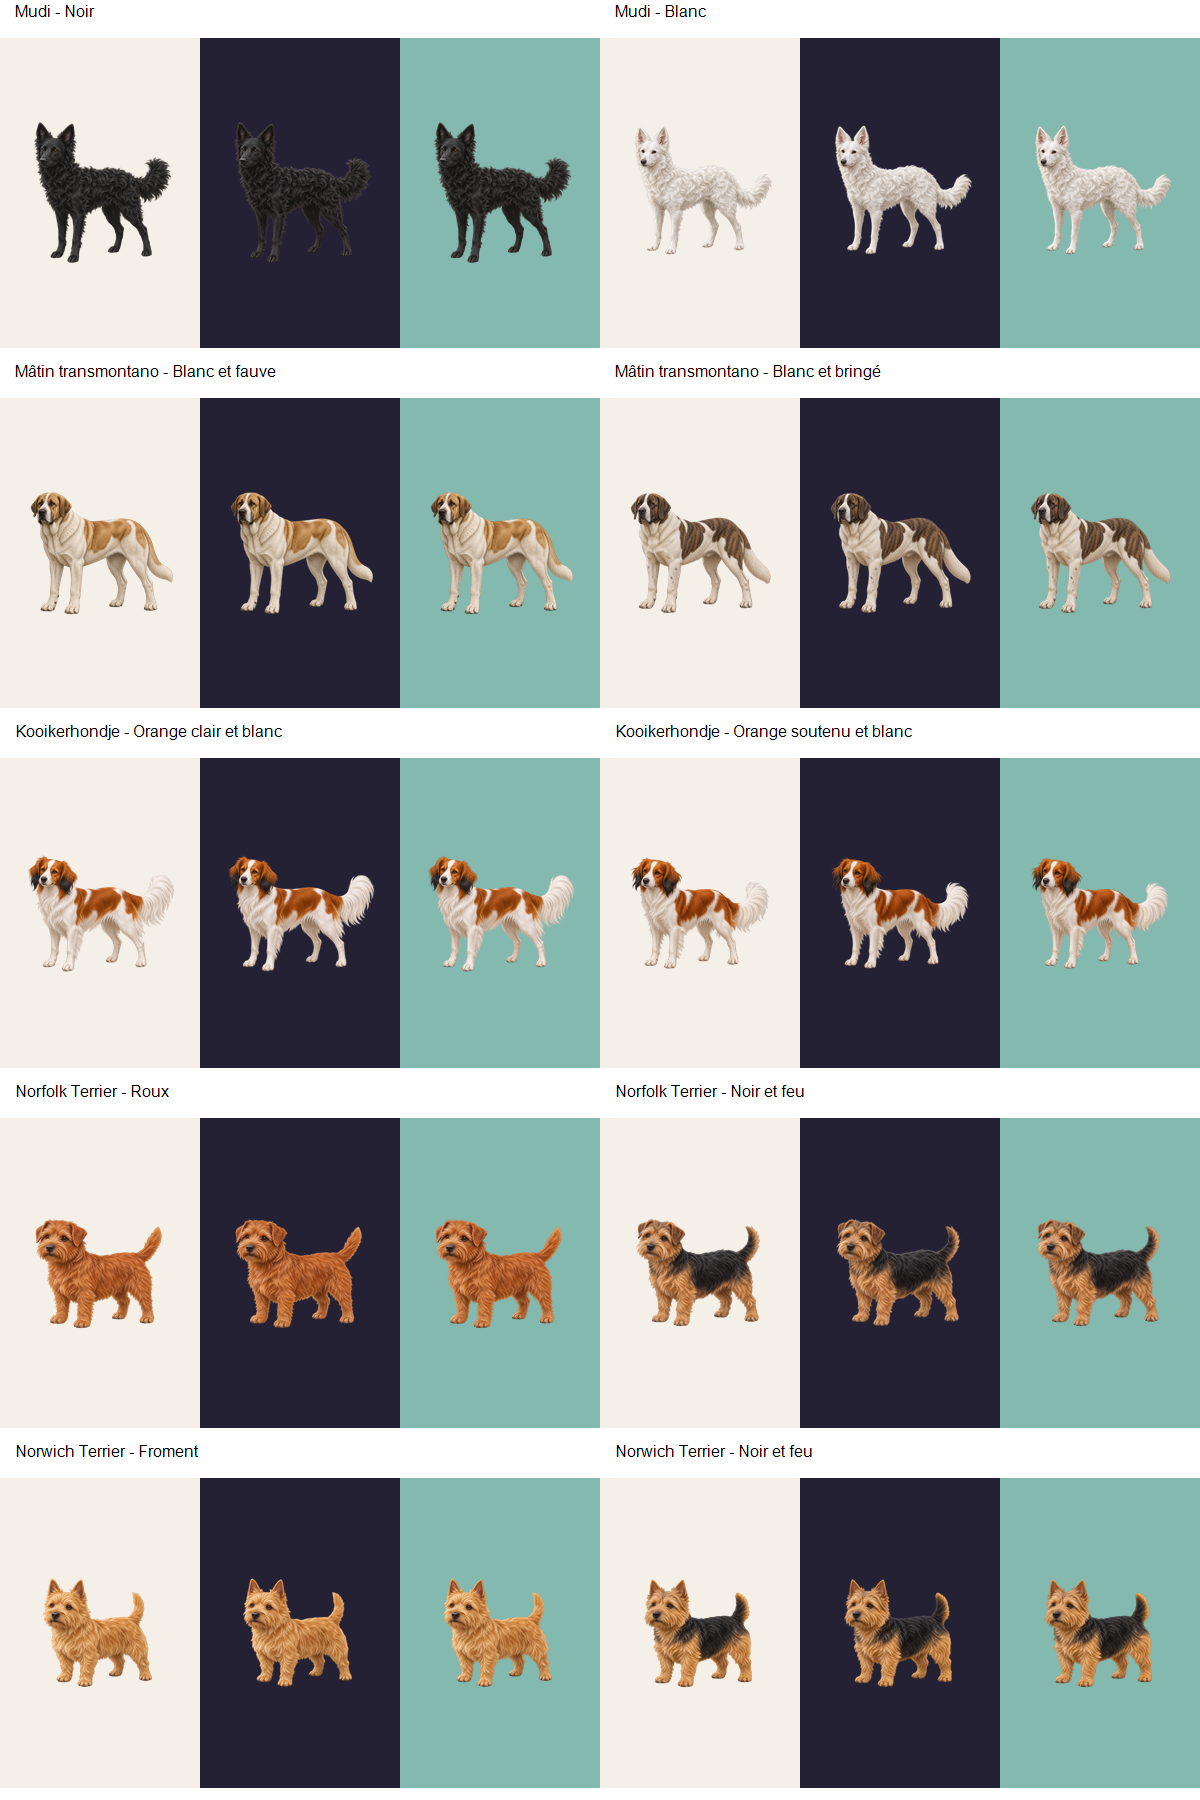 Mudi - Noir
Mudi - Blanc
Mâtin transmontano - Blanc et fauve
Mâtin transmontano - Blanc et bringé
Kooikerhondje - Orange clair et blanc
Kooikerhondje - Orange soutenu et blanc
Norfolk Terrier - Roux
Norfolk Terrier - Noir et feu
Norwich Terrier - Froment
Norwich Terrier - Noir et feu